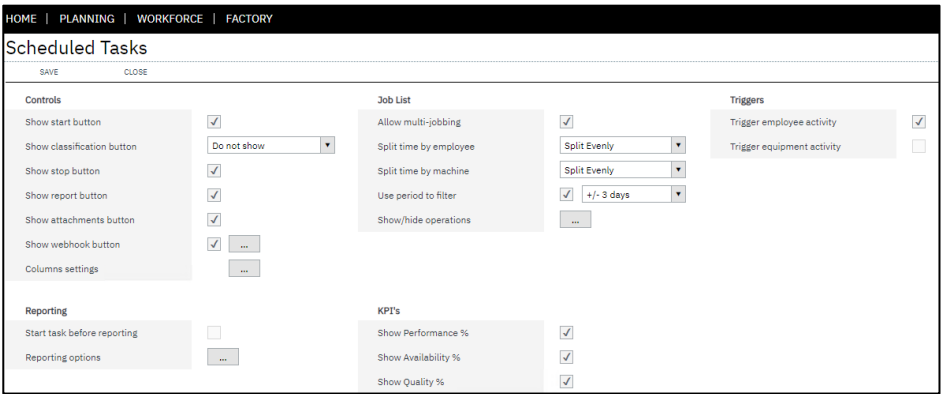 HOME | PLANNING | WORKFORCE | FACTORY
Scheduled Tasks
SAVE CLOSE
Controls
Show start button
Show classification button Do not show
Show stop button
Show report button
Show attachments button
Show webhook button ...
Columns settings ...
Job List
Allow multi-jobbing
Split time by employee Split Evenly
Split time by machine Split Evenly
Use period to filter +/- 3 days
Show/hide operations ...
Triggers
Trigger employee activity
Trigger equipment activity
Reporting
Start task before reporting
Reporting options ...
KPI's
Show Performance %
Show Availability %
Show Quality %